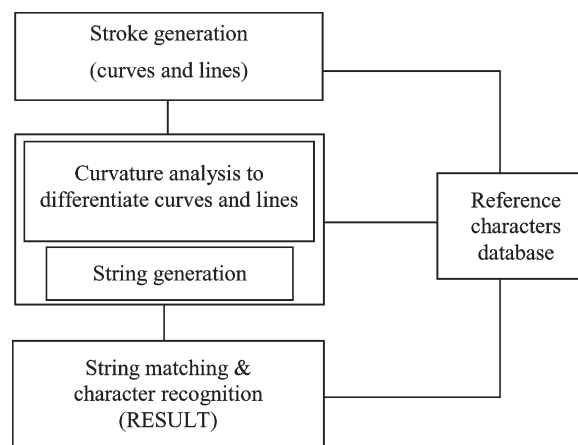 Stroke generation
(curves and lines)
Curvature analysis to
differentiate curves and lines
String generation
Reference
characters
database
String matching &
character recognition
(RESULT)